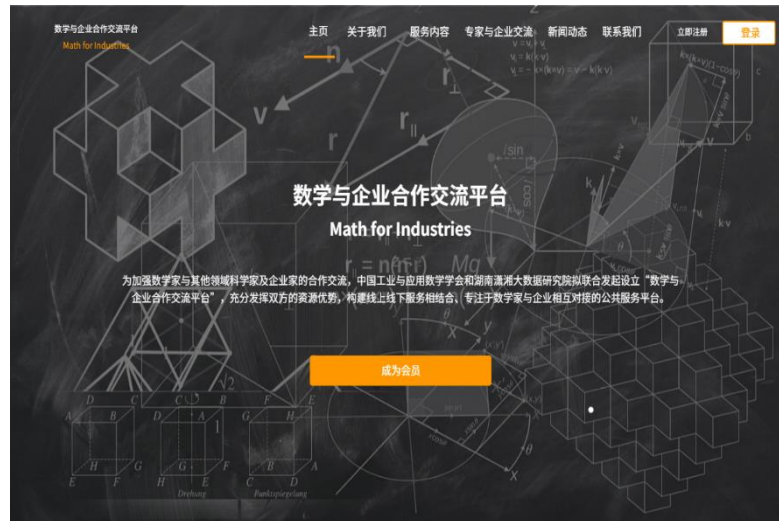 数学与企业合作交流平台
Math for Industries
主页 关于我们 服务内容 专家与企业交流 新闻动态 联系我们 立即注册 登录
数学与企业合作交流平台
Math for Industries
为加强数学家与其他领域科学家及企业家的合作交流，中国工业与应用数学学会和湖南潇湘大数据研究院拟联合发起设立“数学与
企业合作交流平台”，充分发挥双方的资源优势，构建线上线下服务相结合、专注于数学家与企业相互对接的公共服务平台。
成为会员
n
v
r
r⊥
r||
/sin
/cos
Mg
θ
X
y
√2
1
D C C B F E
A B D A G H
H G G F B A
E F H E C D
Drehung Punktspiegelung